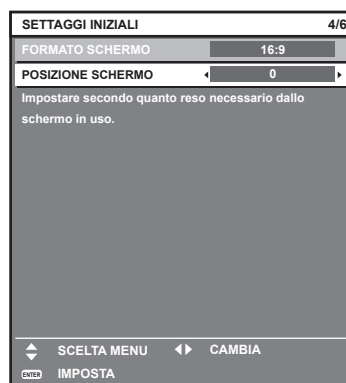 SETTAGGI INIZIALI 4/6
FORMATO SCHERMO 16:9
POSIZIONE SCHERMO 0
Impostare secondo quanto reso necessario dallo
schermo in uso.
SCELTA MENU CAMBIA
ENTER IMPOSTA